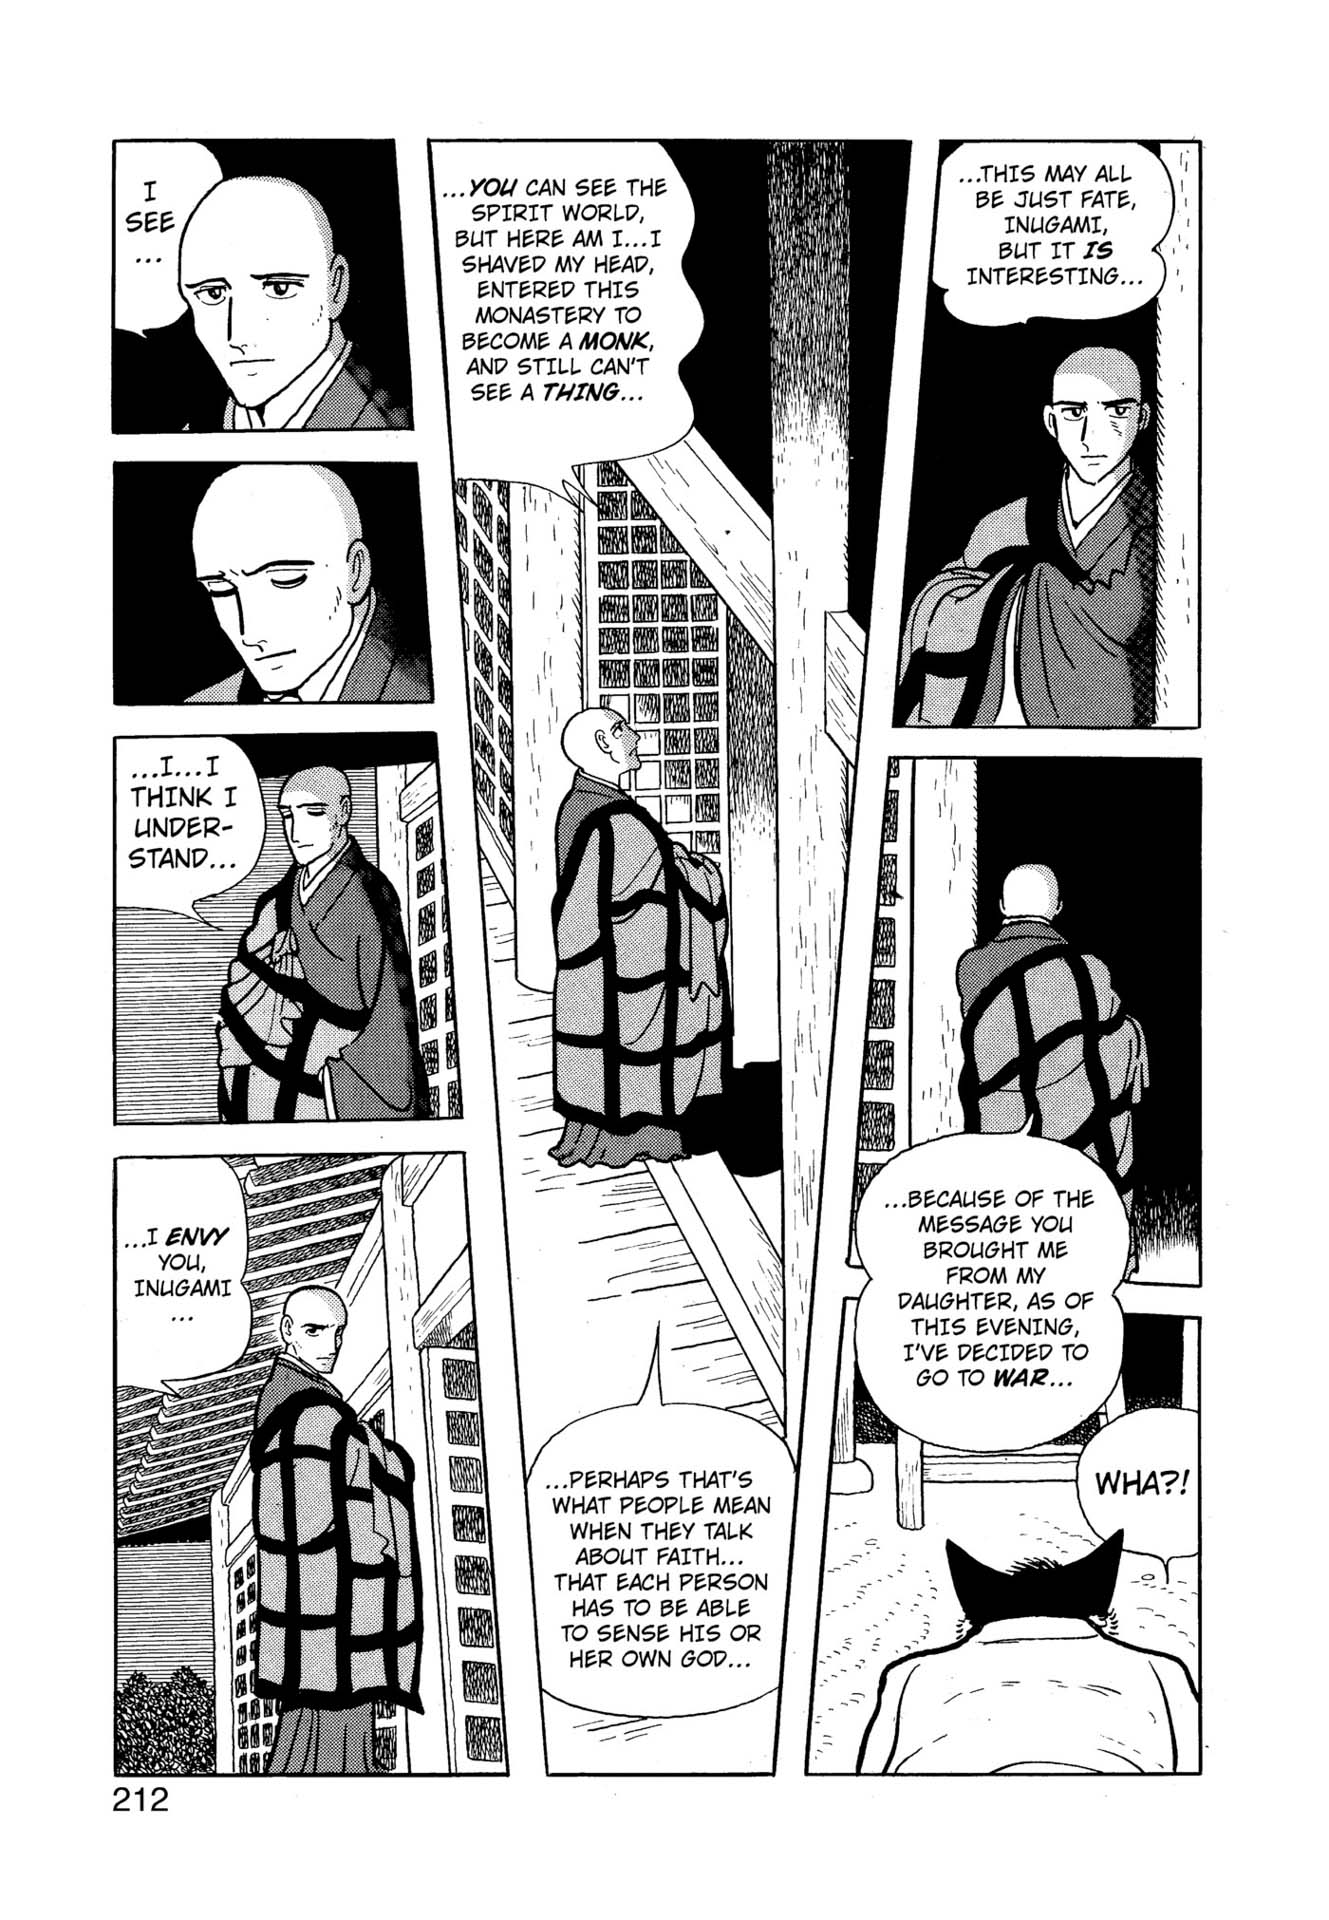 I
SEE
...
...I...I
THINK I
UNDER-
STAND...
...I ENVY
YOU,
INUGAMI
...
...YOU CAN SEE THE
SPIRIT WORLD,
BUT HERE AM I...I
SHAVED MY HEAD,
ENTERED THIS
MONASTERY TO
BECOME A MONK,
AND STILL CAN'T
SEE A THING...
...PERHAPS THAT'S
WHAT PEOPLE MEAN
WHEN THEY TALK
ABOUT FAITH...
THAT EACH PERSON
HAS TO BE ABLE
TO SENSE HIS OR
HER OWN GOD...
...THIS MAY ALL
BE JUST FATE,
INUGAMI,
BUT IT IS
INTERESTING...
...BECAUSE OF THE
MESSAGE YOU
BROUGHT ME
FROM MY
DAUGHTER, AS OF
THIS EVENING,
I'VE DECIDED TO
GO TO WAR...
WHA?!
212